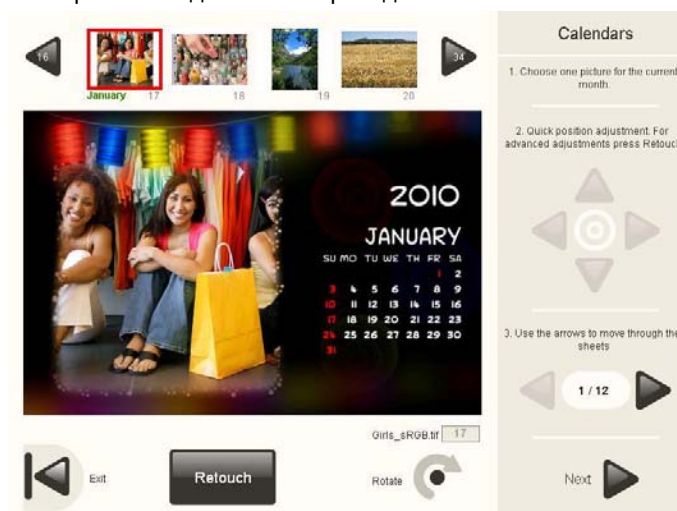 16
34
January 17
18
19
20
2010
JANUARY
SU MO TU WE TH FR SA
1 2
3 4 5 6 7 8 9
10 11 12 13 14 15 16
17 18 19 20 21 22 23
24 25 26 27 28 29 30
31
Girls_sRGB.tif 17
Exit
Retouch
Rotate
Calendars
1. Choose one picture for the current
month.
2. Quick position adjustment. For
advanced adjustments press Retouch
3. Use the arrows to move through the
sheets
1 / 12
Next